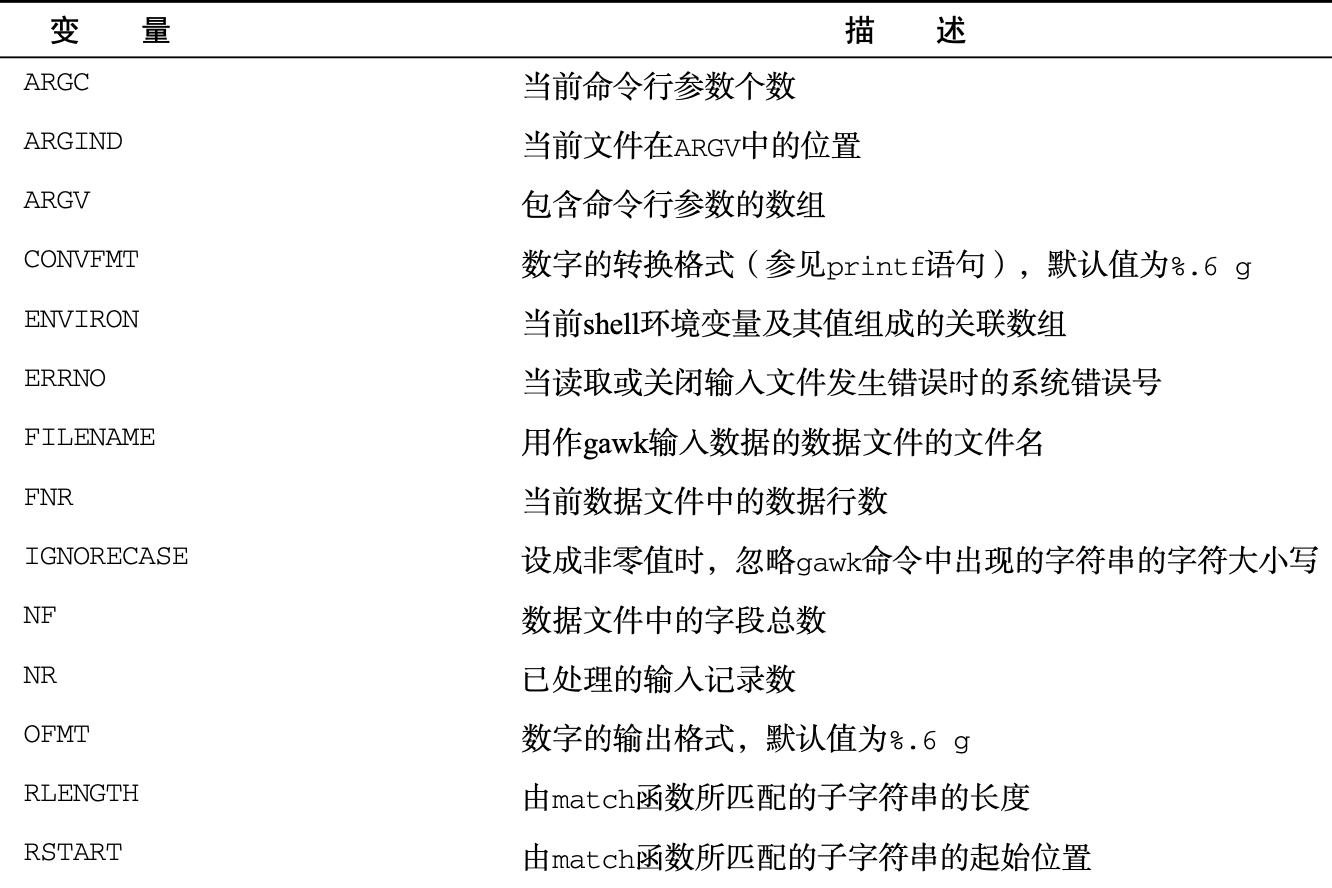 变 量 描 述
ARGC 当前命令行参数个数
ARGIND 当前文件在ARGV中的位置
ARGV 包含命令行参数的数组
CONVFMT 数字的转换格式（参见printf语句），默认值为%.6 g
ENVIRON 当前shell环境变量及其值组成的关联数组
ERRNO 当读取或关闭输入文件发生错误时的系统错误号
FILENAME 用作gawk输入数据的数据文件的文件名
FNR 当前数据文件中的数据行数
IGNORECASE 设成非零值时，忽略gawk命令中出现的字符串的字符大小写
NF 数据文件中的字段总数
NR 已处理的输入记录数
OFMT 数字的输出格式，默认值为%.6 g
RLENGTH 由match函数所匹配的子字符串的长度
RSTART 由match函数所匹配的子字符串的起始位置